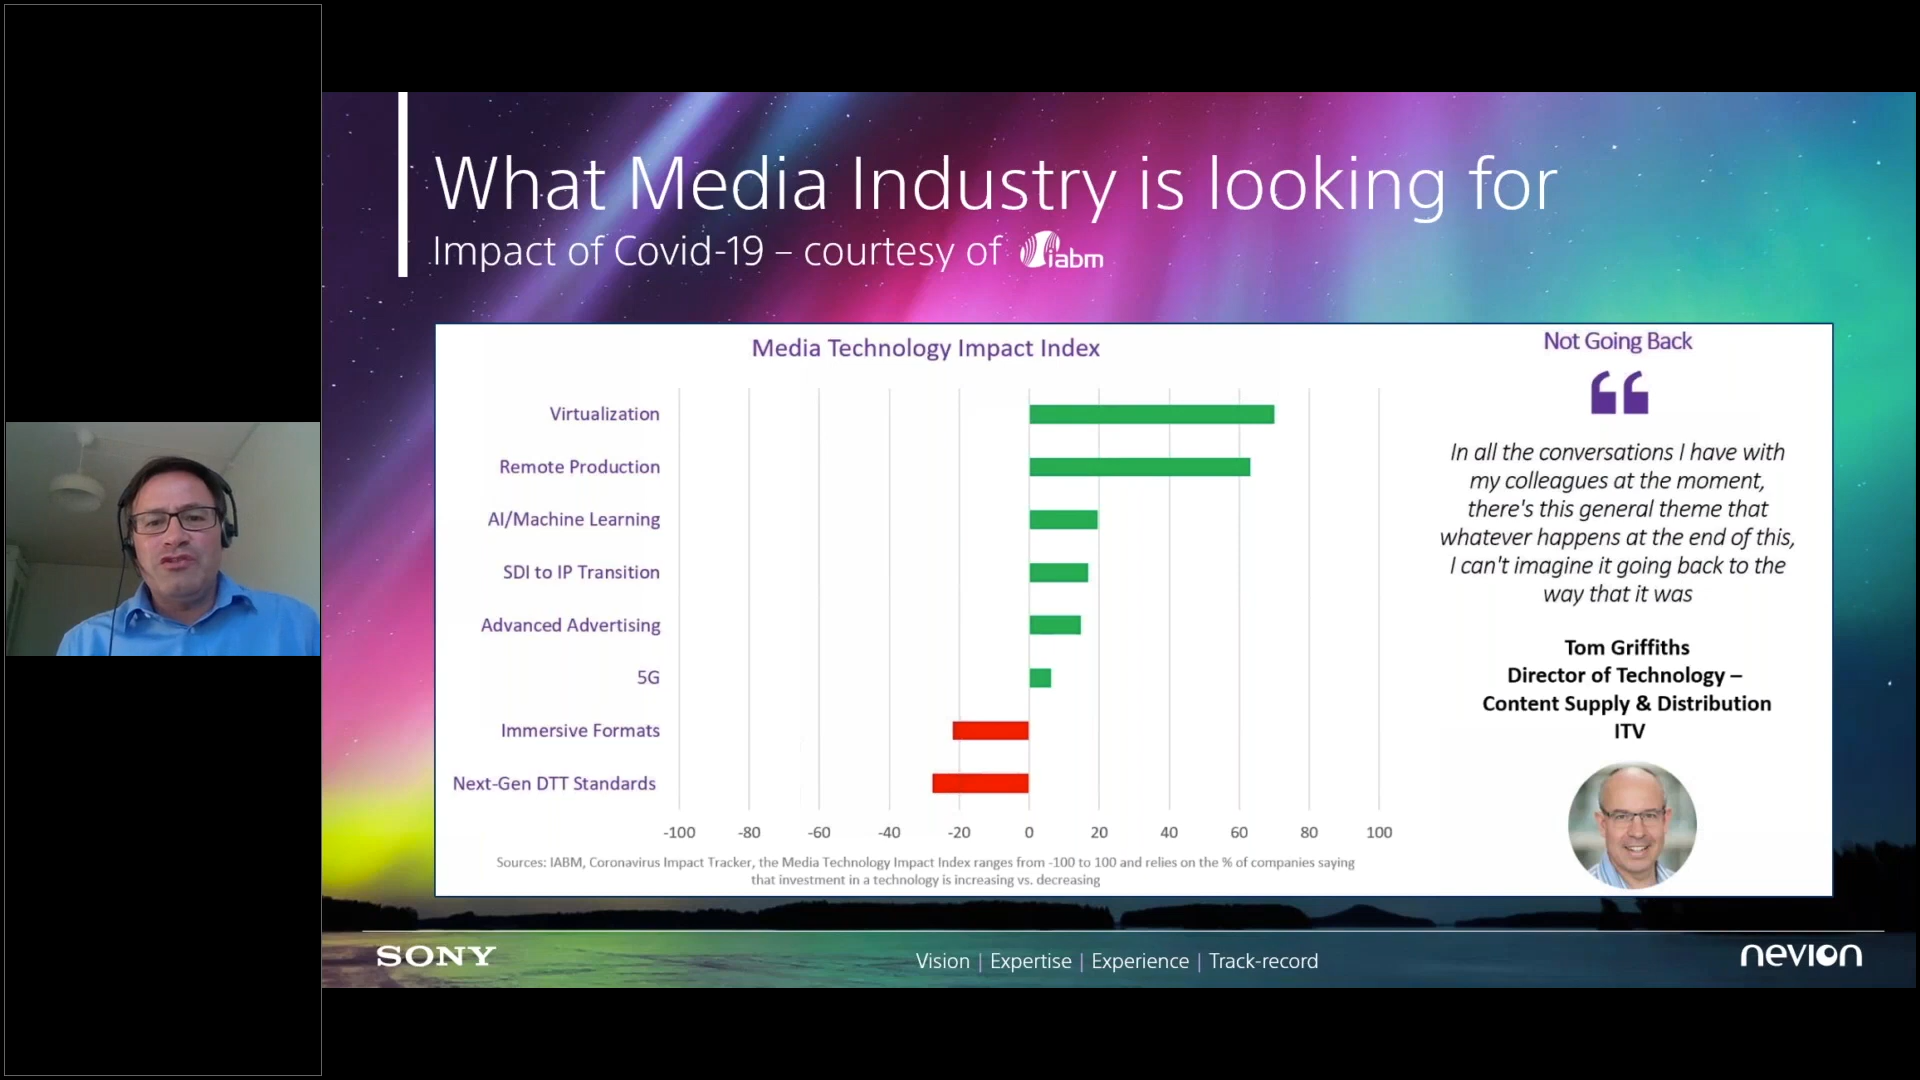 What Media Industry is looking for
Impact of Covid-19 – courtesy of iabm
Media Technology Impact Index
Virtualization
Remote Production
AI/Machine Learning
SDI to IP Transition
Advanced Advertising
5G
Immersive Formats
Next-Gen DTT Standards
-100 -80 -60 -40 -20 0 20 40 60 80 100
Sources: IABM, Coronavirus Impact Tracker, the Media Technology Impact Index ranges from -100 to 100 and relies on the % of companies saying
that investment in a technology is increasing vs. decreasing
Not Going Back
“
In all the conversations I have with
my colleagues at the moment,
there's this general theme that
whatever happens at the end of this,
I can't imagine it going back to the
way that it was
Tom Griffiths
Director of Technology –
Content Supply & Distribution
ITV
SONY
Vision | Expertise | Experience | Track-record
nevion